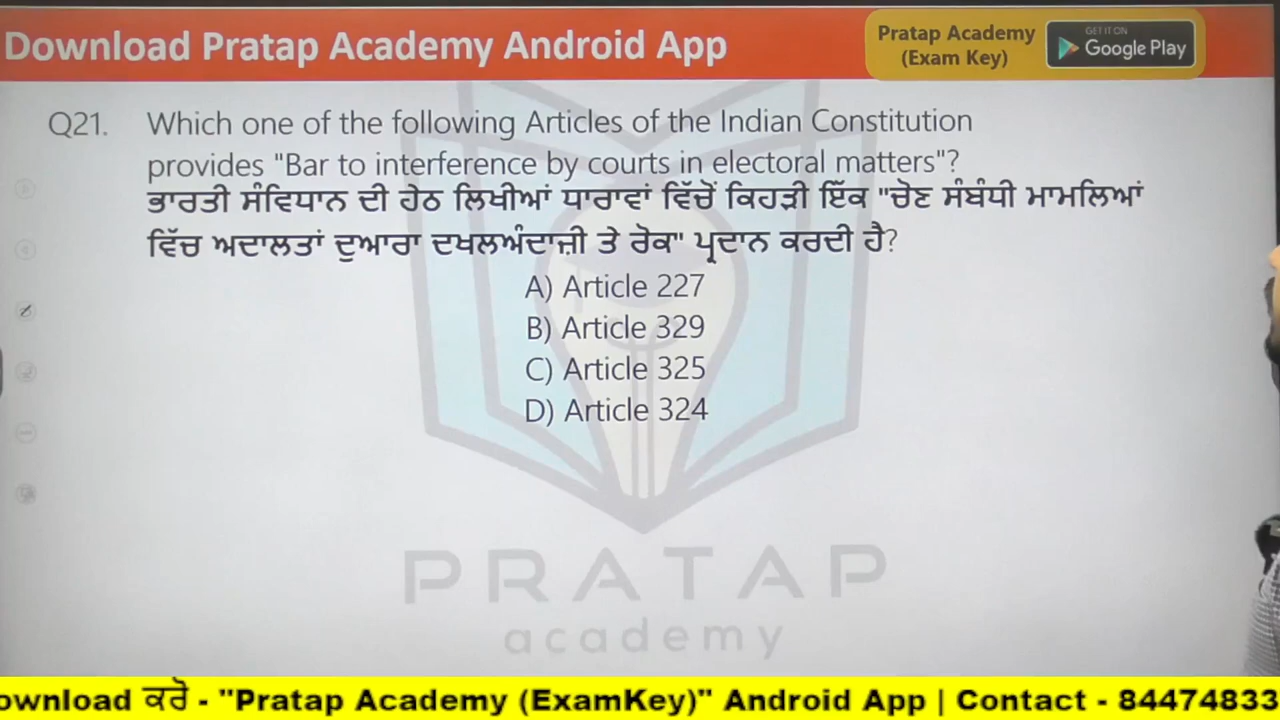 Download Pratap Academy Android App
Pratap Academy
(Exam Key)
GET IT ON
Google Play
Q21. Which one of the following Articles of the Indian Constitution
provides "Bar to interference by courts in electoral matters"?
ਭਾਰਤੀ ਸੰਵਿਧਾਨ ਦੀ ਹੇਠ ਲਿਖੀਆਂ ਧਾਰਾਵਾਂ ਵਿੱਚੋਂ ਕਿਹੜੀ ਇੱਕ "ਚੋਣ ਸੰਬੰਧੀ ਮਾਮਲਿਆਂ
ਵਿੱਚ ਅਦਾਲਤਾਂ ਦੁਆਰਾ ਦਖਲਅੰਦਾਜ਼ੀ ਤੇ ਰੋਕ" ਪ੍ਰਦਾਨ ਕਰਦੀ ਹੈ?
A) Article 227
B) Article 329
C) Article 325
D) Article 324
PRATAP
academy
ownload ਕਰੋ - "Pratap Academy (ExamKey)" Android App | Contact - 84474833